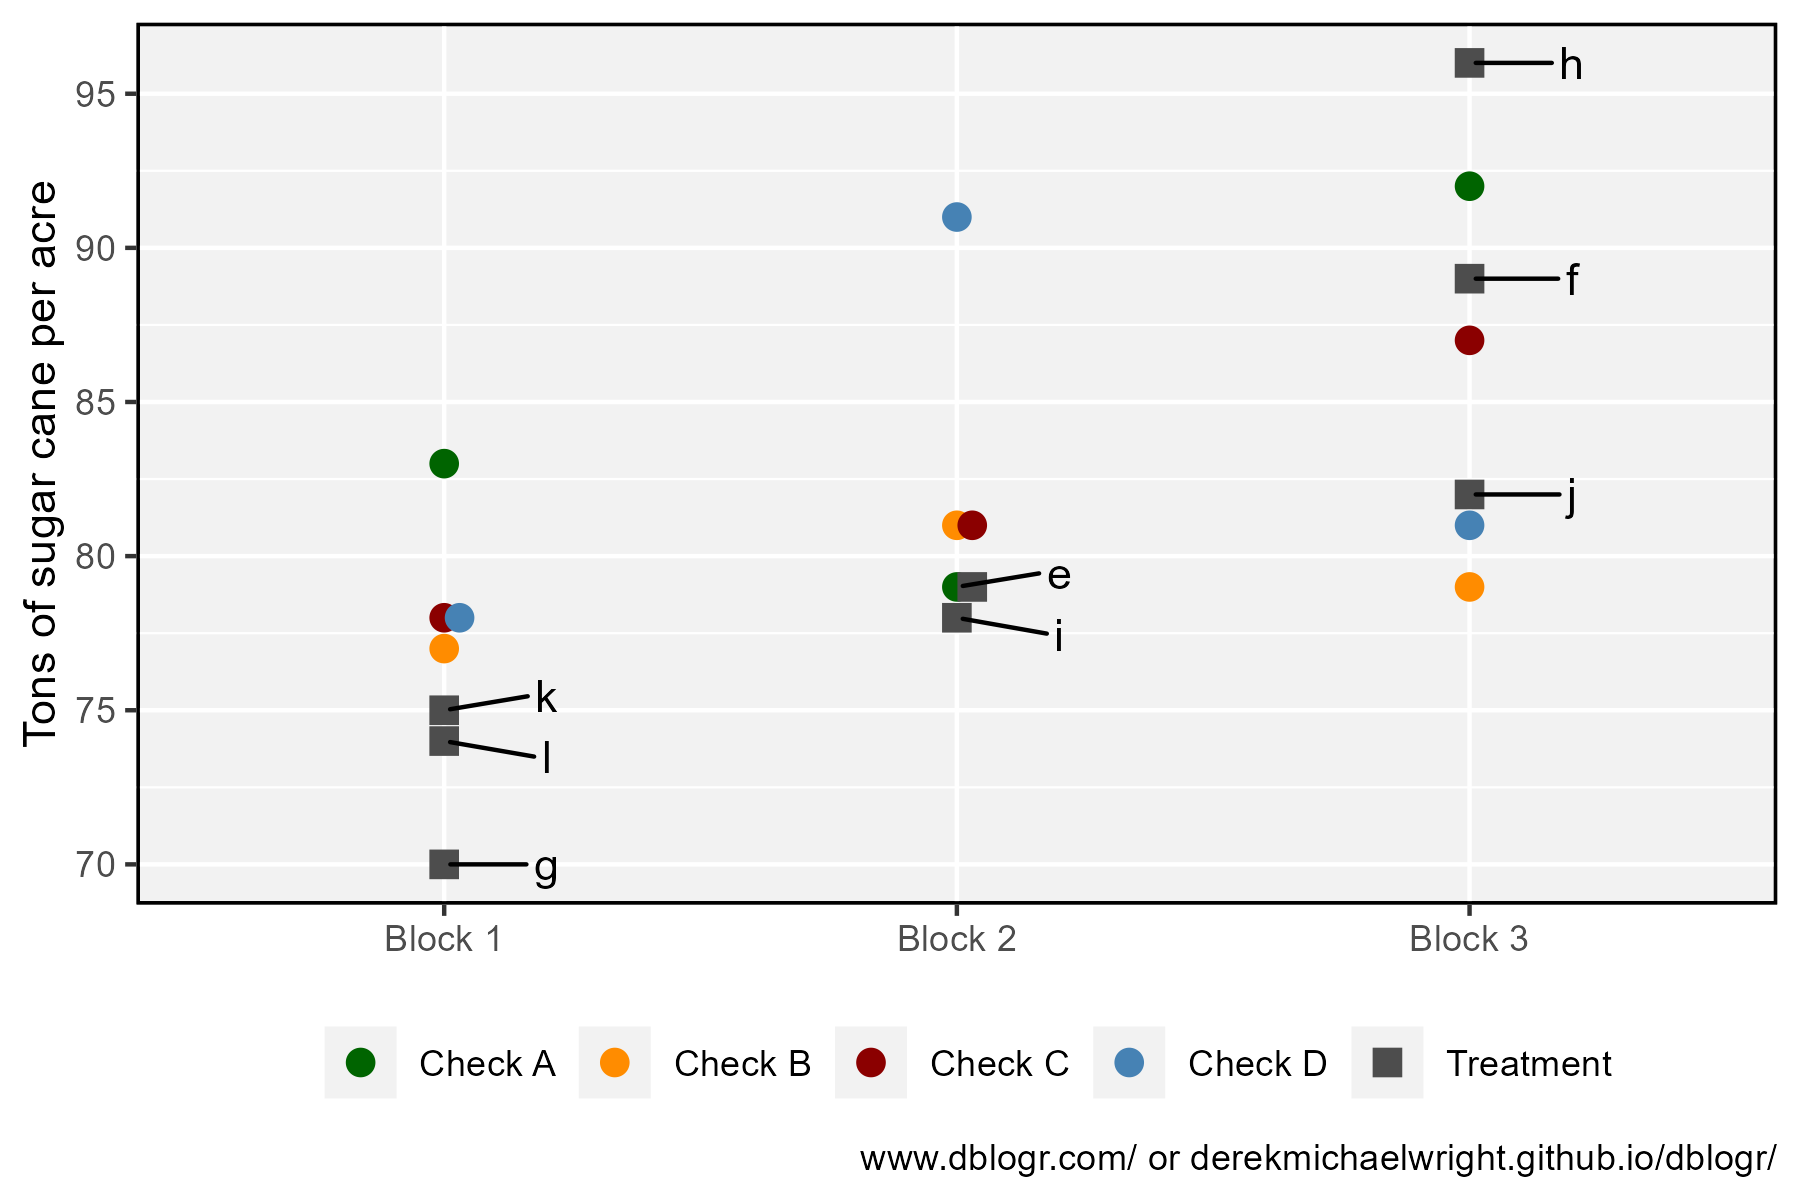 Tons of sugar cane per acre
95
90
85
80
75
70
h
f
j
e
i
k
l
g
Block 1 Block 2 Block 3
Check A Check B Check C Check D Treatment
www.dblogr.com/ or derekmichaelwright.github.io/dblogr/